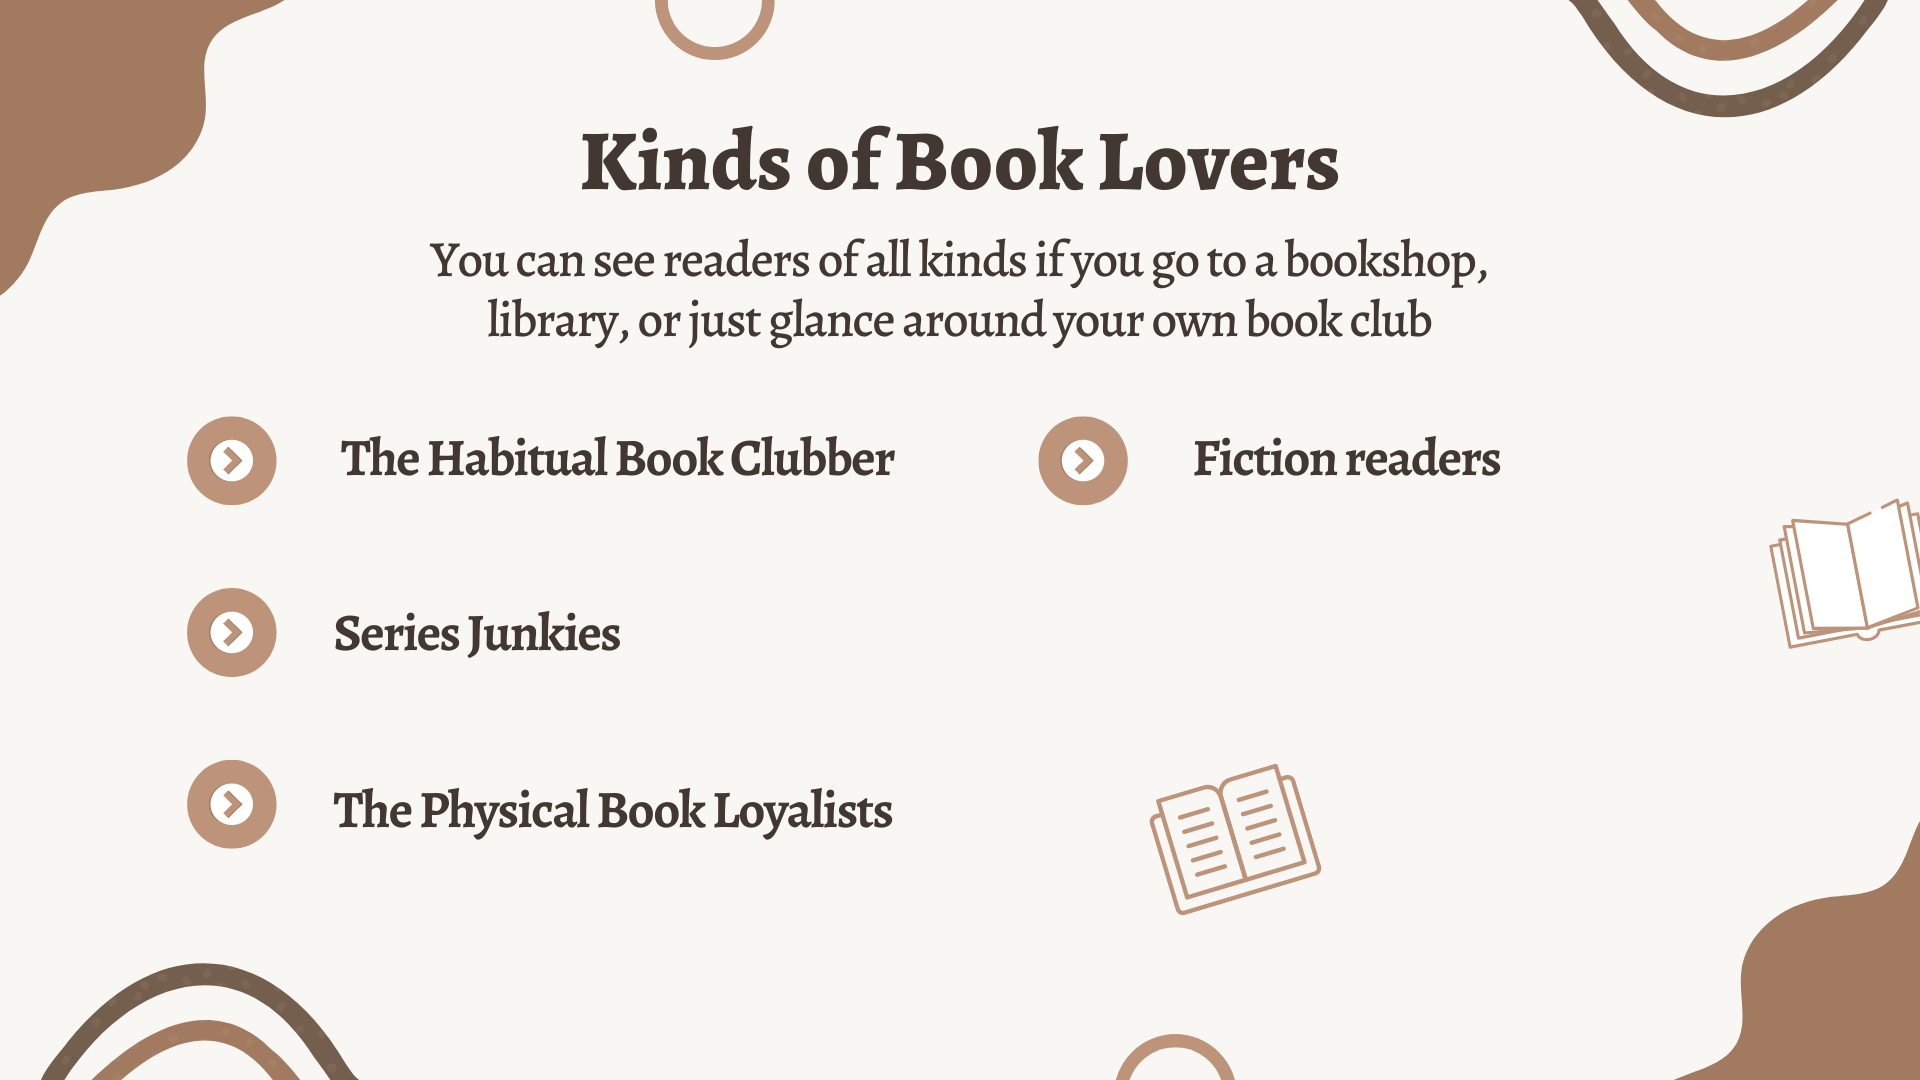 Kinds of Book Lovers
You can see readers of all kinds if you go to a bookshop,
library, or just glance around your own book club
The Habitual Book Clubber
Fiction readers
Series Junkies
The Physical Book Loyalists